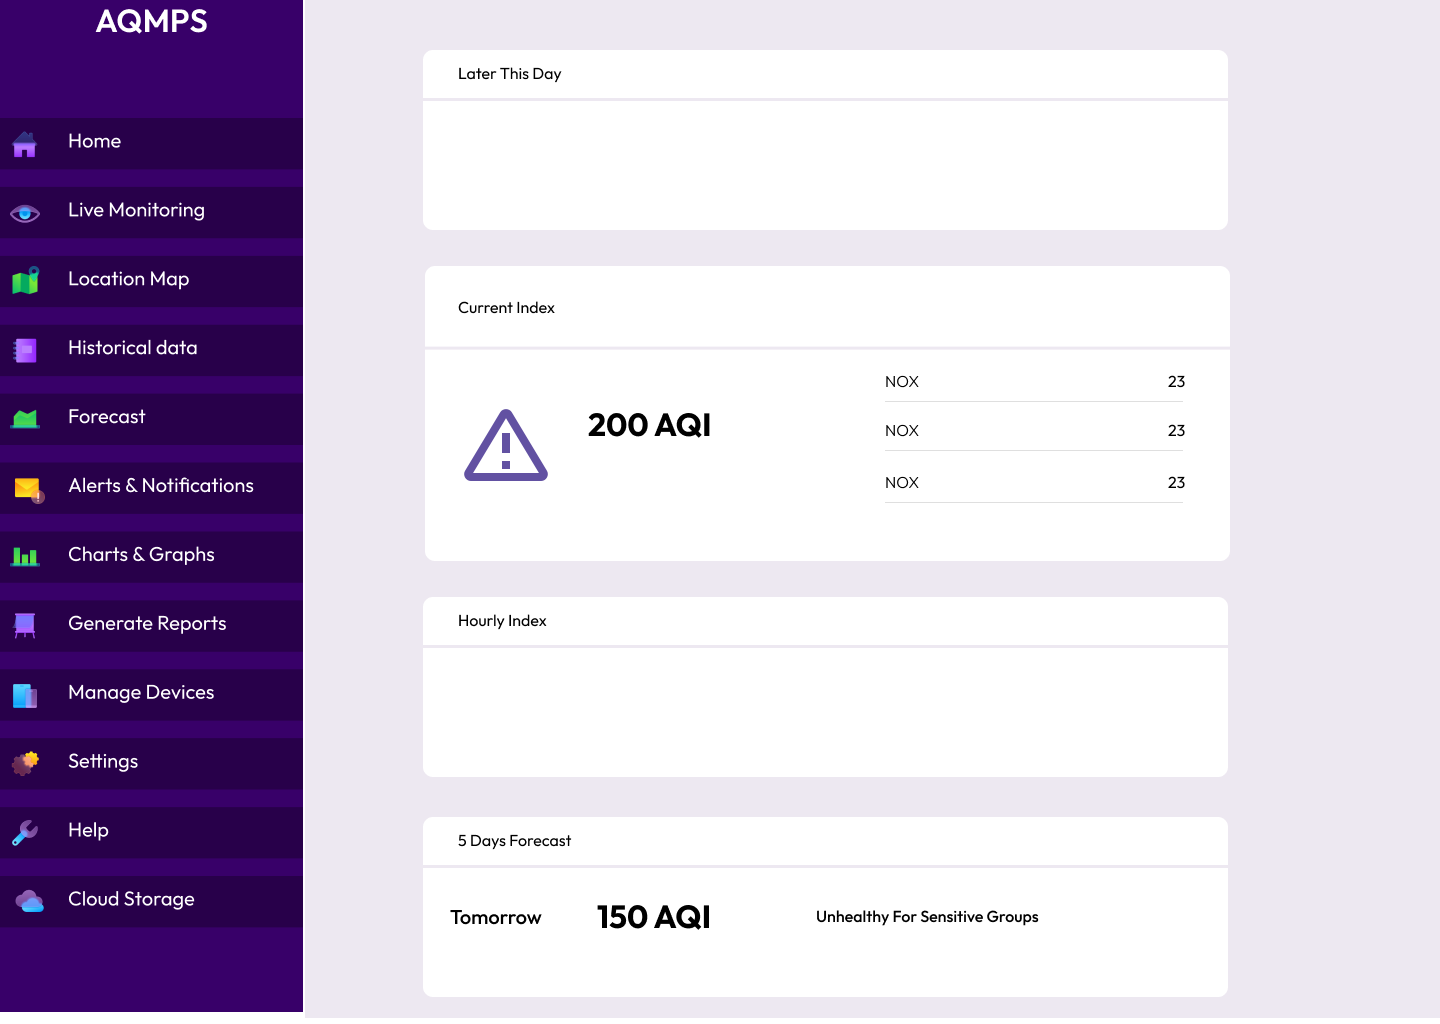 AQMPS
Home
Live Monitoring
Location Map
Historical data
Forecast
Alerts & Notifications
Charts & Graphs
Generate Reports
Manage Devices
Settings
Help
Cloud Storage
Later This Day
Current Index
200 AQI
NOX 23
NOX 23
NOX 23
Hourly Index
5 Days Forecast
Tomorrow 150 AQI Unhealthy For Sensitive Groups